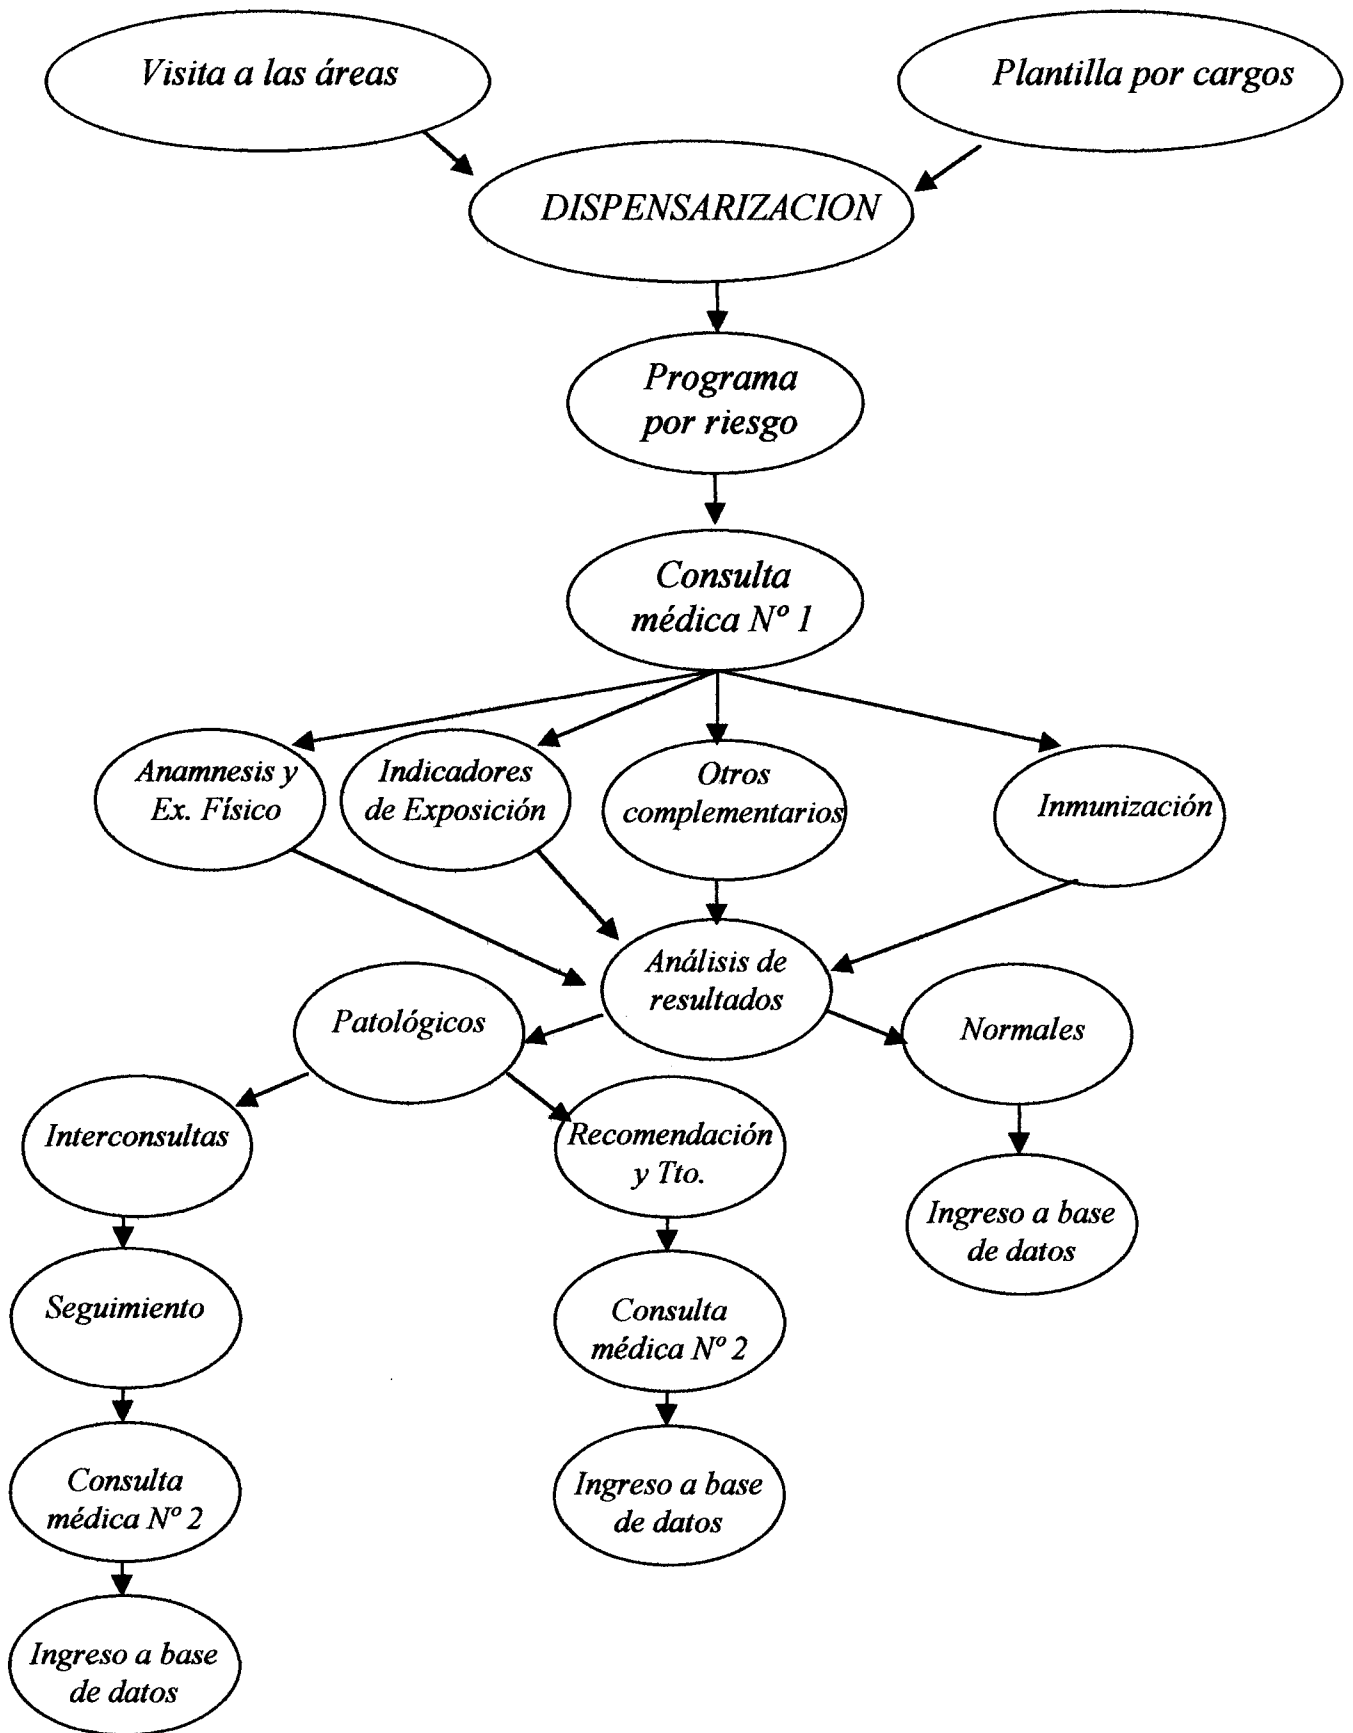 Visita a las áreas
Plantilla por cargos
DISPENSARIZACION
Programa
por riesgo
Consulta
médica Nº 1
Anamnesis y
Ex. Físico
Indicadores
de Exposición
Otros
complementarios
Inmunización
Análisis de
resultados
Patológicos
Normales
Interconsultas
Recomendación
y Tto.
Ingreso a base
de datos
Seguimiento
Consulta
médica Nº 2
Consulta
médica Nº 2
Ingreso a base
de datos
Ingreso a base
de datos